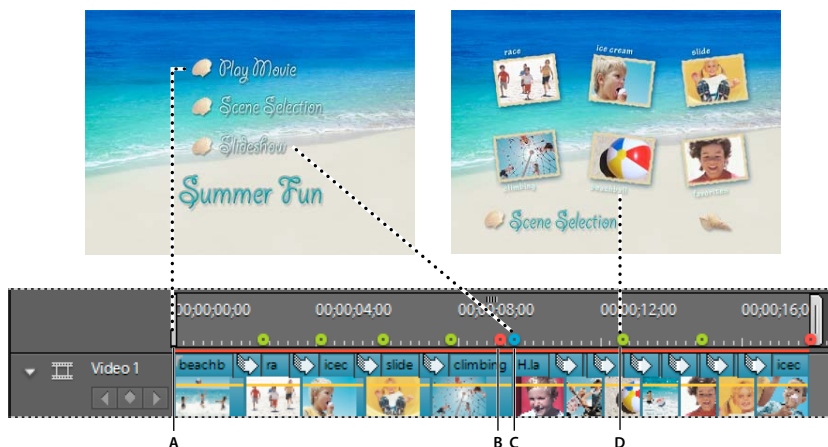 Play Movie
Scene Selection
Slideshow
Summer Fun
race
ice cream
slide
climbing
beachball
favorites
Scene Selection
00;00;00;00
00;00;04;00
00;00;08;00
00;00;12;00
00;00;16;0
Video 1
beachb
ra
icec
slide
climbing
H.la
icec
A
B
C
D